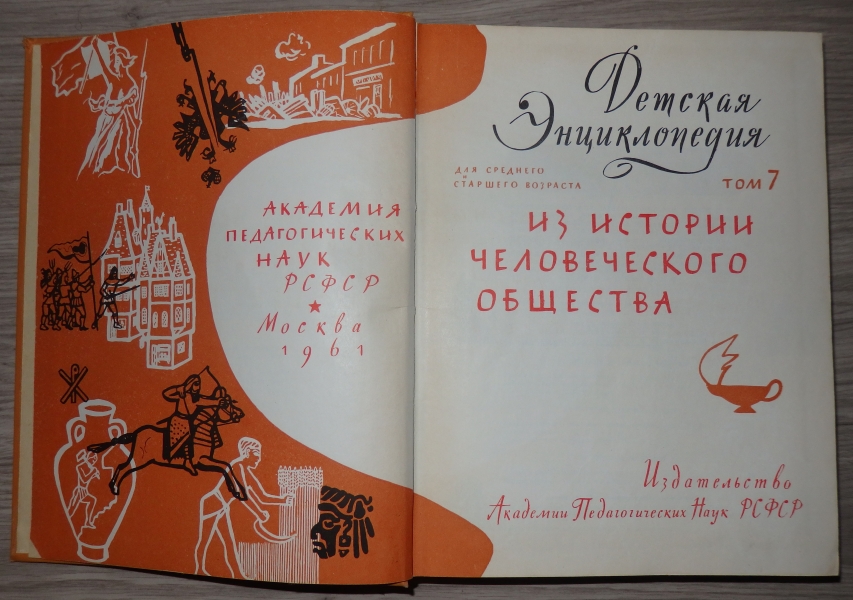 АКАДЕМИЯ
ПЕДАГОГИЧЕСКИХ
НАУК
РСФСР
Москва
1961
Детская
Энциклопедия
ДЛЯ СРЕДНЕГО
И
СТАРШЕГО ВОЗРАСТА
ТОМ 7
ИЗ ИСТОРИИ
ЧЕЛОВЕЧЕСКОГО
ОБЩЕСТВА
Издательство
Академии Педагогических Наук РСФСР